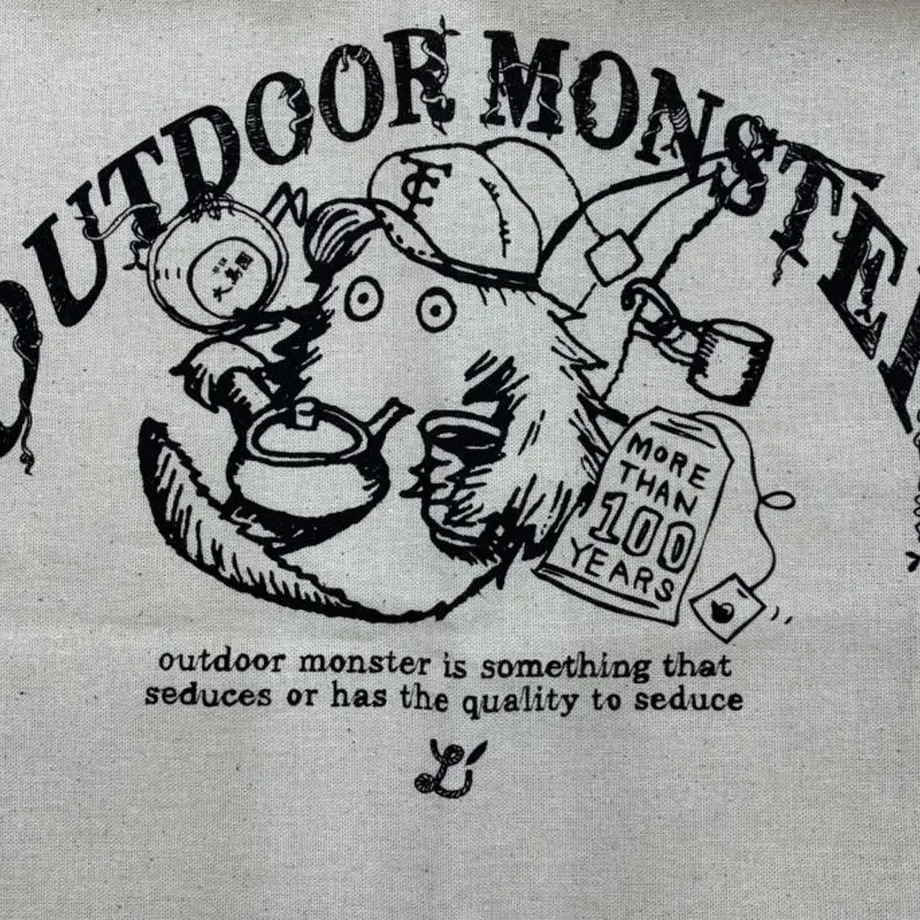 OUTDOOR MONSTER
MORE
THAN
100
YEARS
outdoor monster is something that
seduces or has the quality to seduce